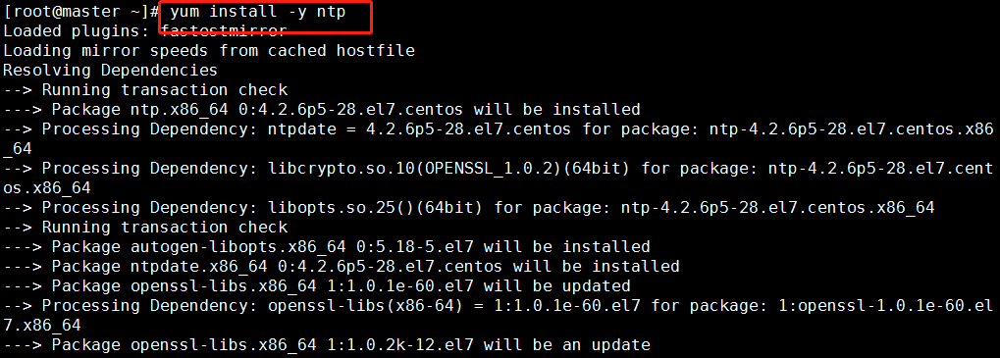 [root@master ~]# yum install -y ntp
Loaded plugins: fastestmirror
Loading mirror speeds from cached hostfile
Resolving Dependencies
--> Running transaction check
---> Package ntp.x86_64 0:4.2.6p5-28.el7.centos will be installed
--> Processing Dependency: ntpdate = 4.2.6p5-28.el7.centos for package: ntp-4.2.6p5-28.el7.centos.x86
_64
--> Processing Dependency: libcrypto.so.10(OPENSSL_1.0.2)(64bit) for package: ntp-4.2.6p5-28.el7.cent
os.x86_64
--> Processing Dependency: libopts.so.25()(64bit) for package: ntp-4.2.6p5-28.el7.centos.x86_64
--> Running transaction check
---> Package autogen-libopts.x86_64 0:5.18-5.el7 will be installed
---> Package ntpdate.x86_64 0:4.2.6p5-28.el7.centos will be installed
---> Package openssl-libs.x86_64 1:1.0.1e-60.el7 will be updated
--> Processing Dependency: openssl-libs(x86-64) = 1:1.0.1e-60.el7 for package: 1:openssl-1.0.1e-60.el
7.x86_64
---> Package openssl-libs.x86_64 1:1.0.2k-12.el7 will be an update